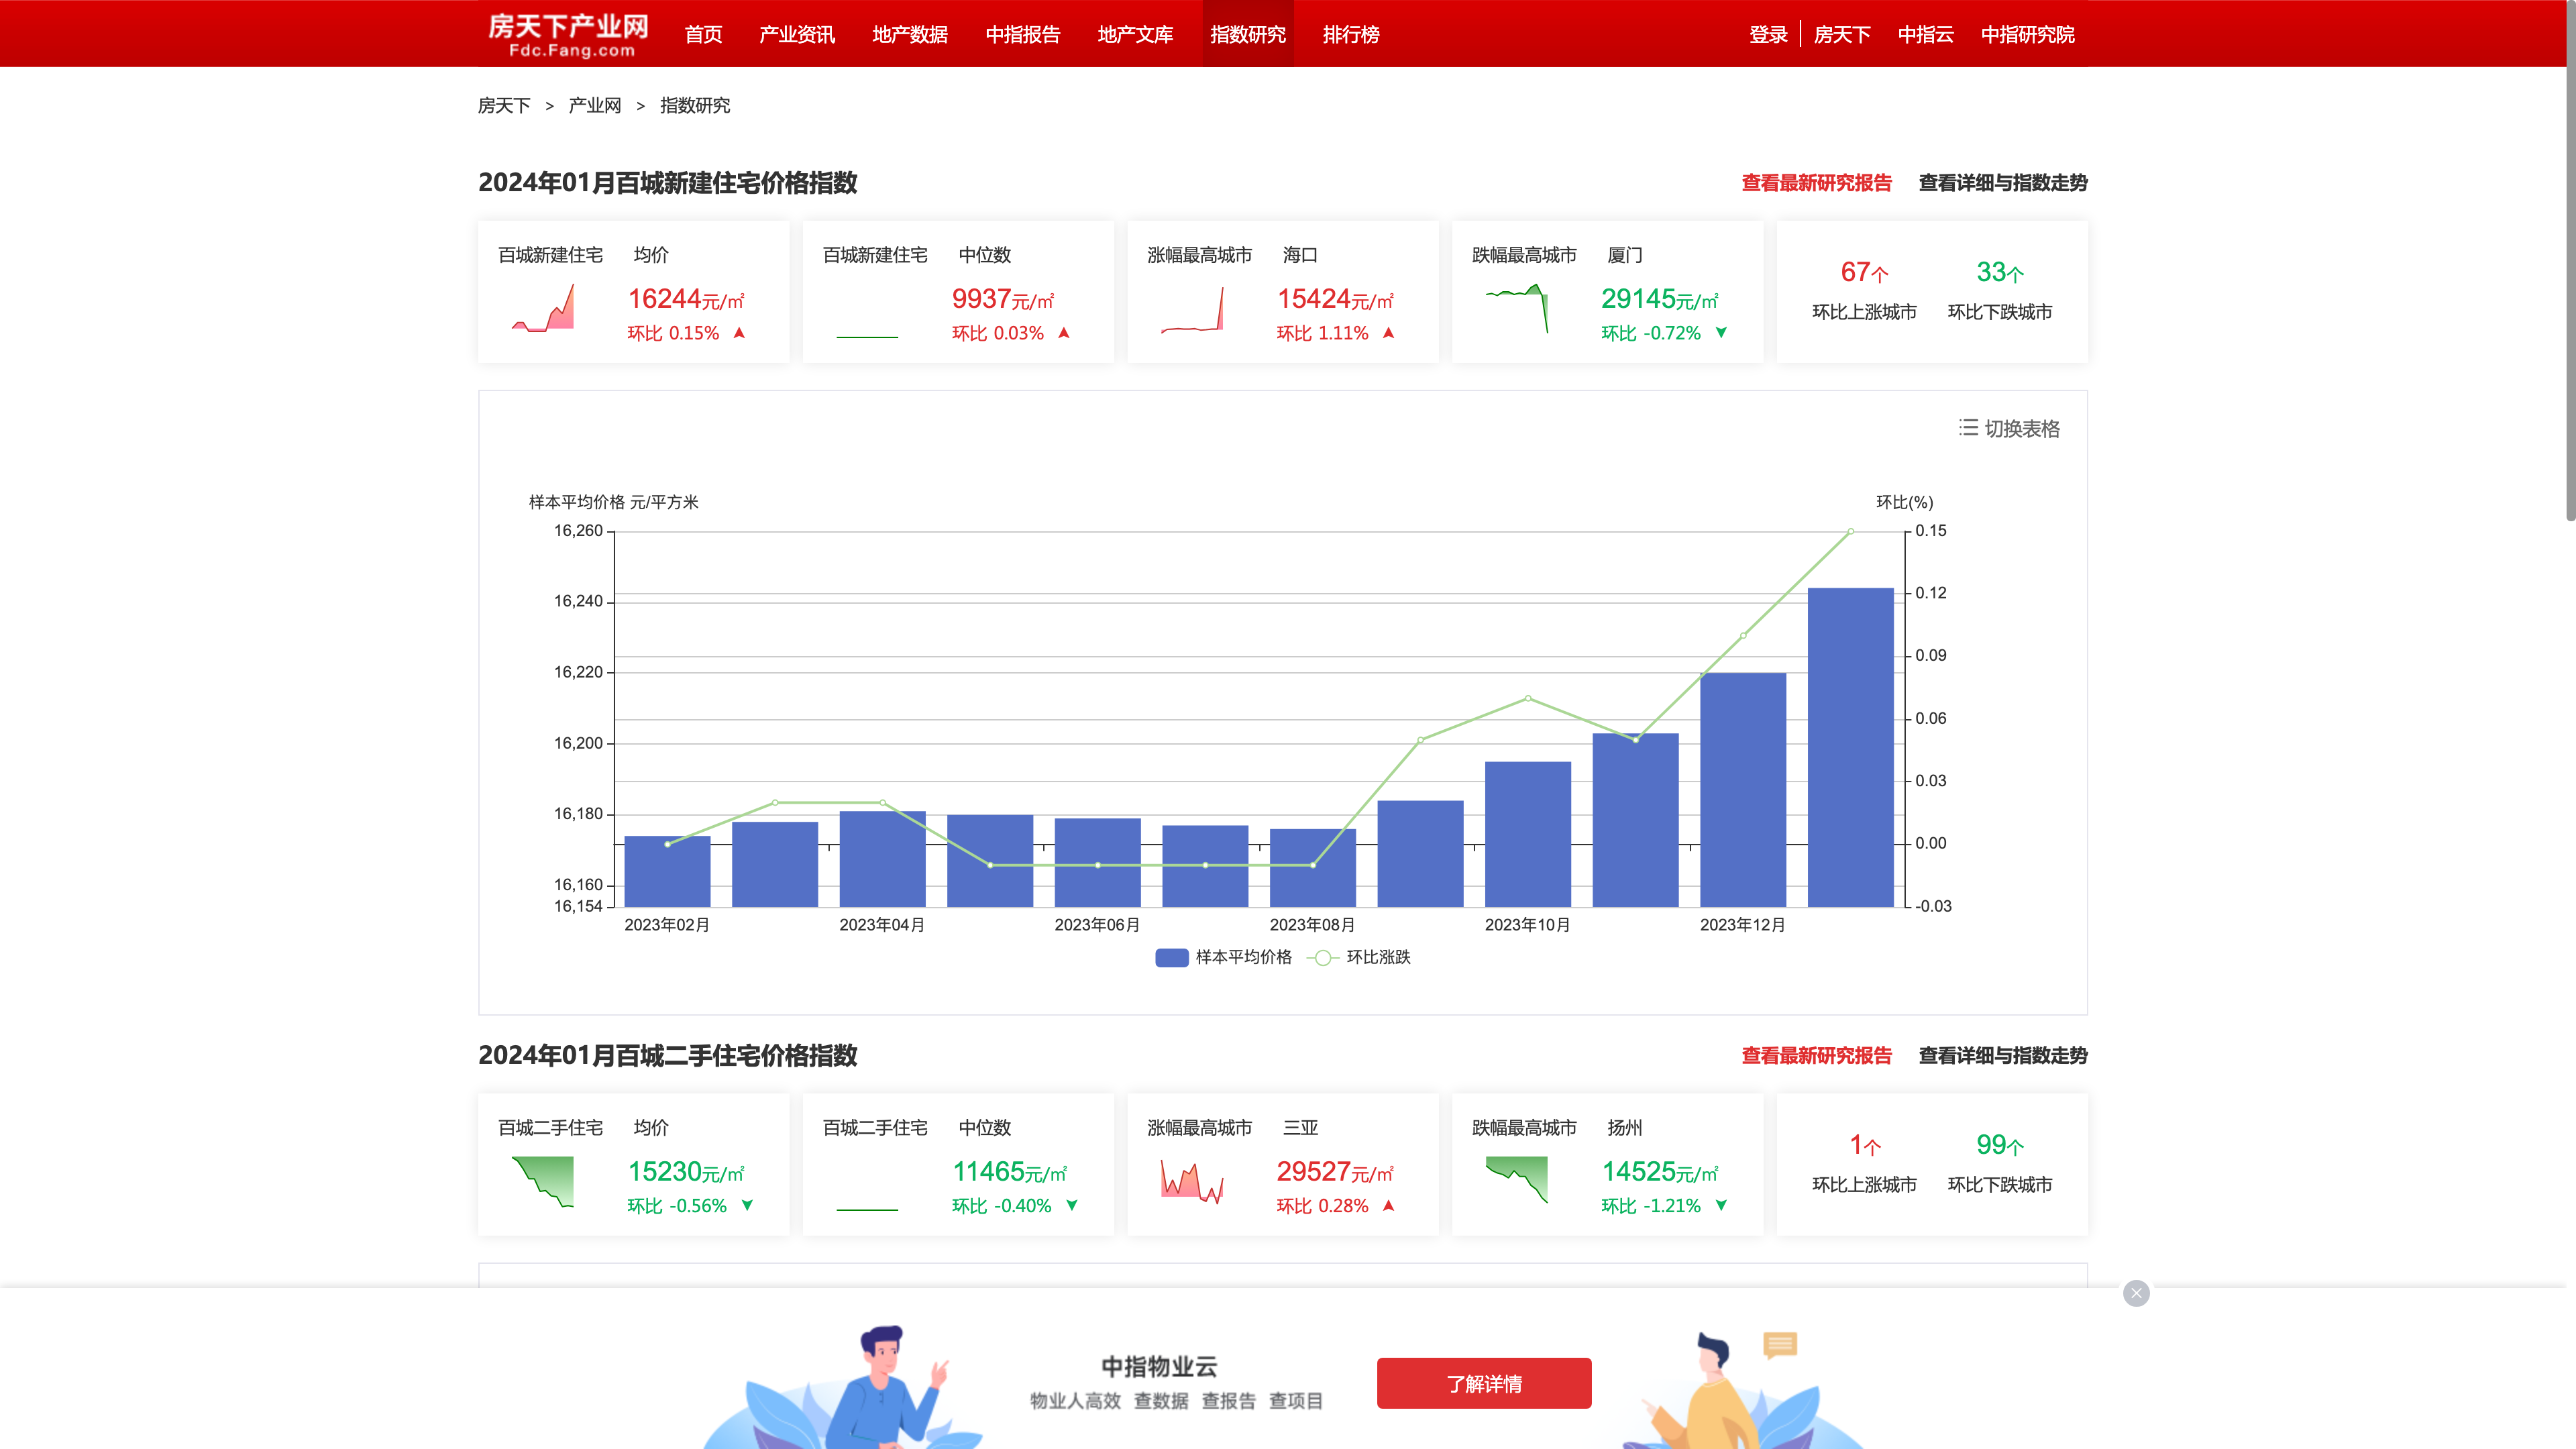 房天下产业网
Fdc.Fang.com
首页 产业资讯 地产数据 中指报告 地产文库 指数研究 排行榜
登录 房天下 中指云 中指研究院
房天下 > 产业网 > 指数研究
2024年01月百城新建住宅价格指数
查看最新研究报告 查看详细与指数走势
百城新建住宅 均价
16244元/㎡
环比 0.15%
百城新建住宅 中位数
9937元/㎡
环比 0.03%
涨幅最高城市 海口
15424元/㎡
环比 1.11%
跌幅最高城市 厦门
29145元/㎡
环比 -0.72%
67个 33个
环比上涨城市 环比下跌城市
切换表格
样本平均价格 元/平方米
环比(%)
16,260
16,240
16,220
16,200
16,180
16,160
16,154
0.15
0.12
0.09
0.06
0.03
0.00
-0.03
2023年02月 2023年04月 2023年06月 2023年08月 2023年10月 2023年12月
样本平均价格 环比涨跌
2024年01月百城二手住宅价格指数
查看最新研究报告 查看详细与指数走势
百城二手住宅 均价
15230元/㎡
环比 -0.56%
百城二手住宅 中位数
11465元/㎡
环比 -0.40%
涨幅最高城市 三亚
29527元/㎡
环比 0.28%
跌幅最高城市 扬州
14525元/㎡
环比 -1.21%
1个 99个
环比上涨城市 环比下跌城市
中指物业云
物业人高效 查数据 查报告 查项目
了解详情